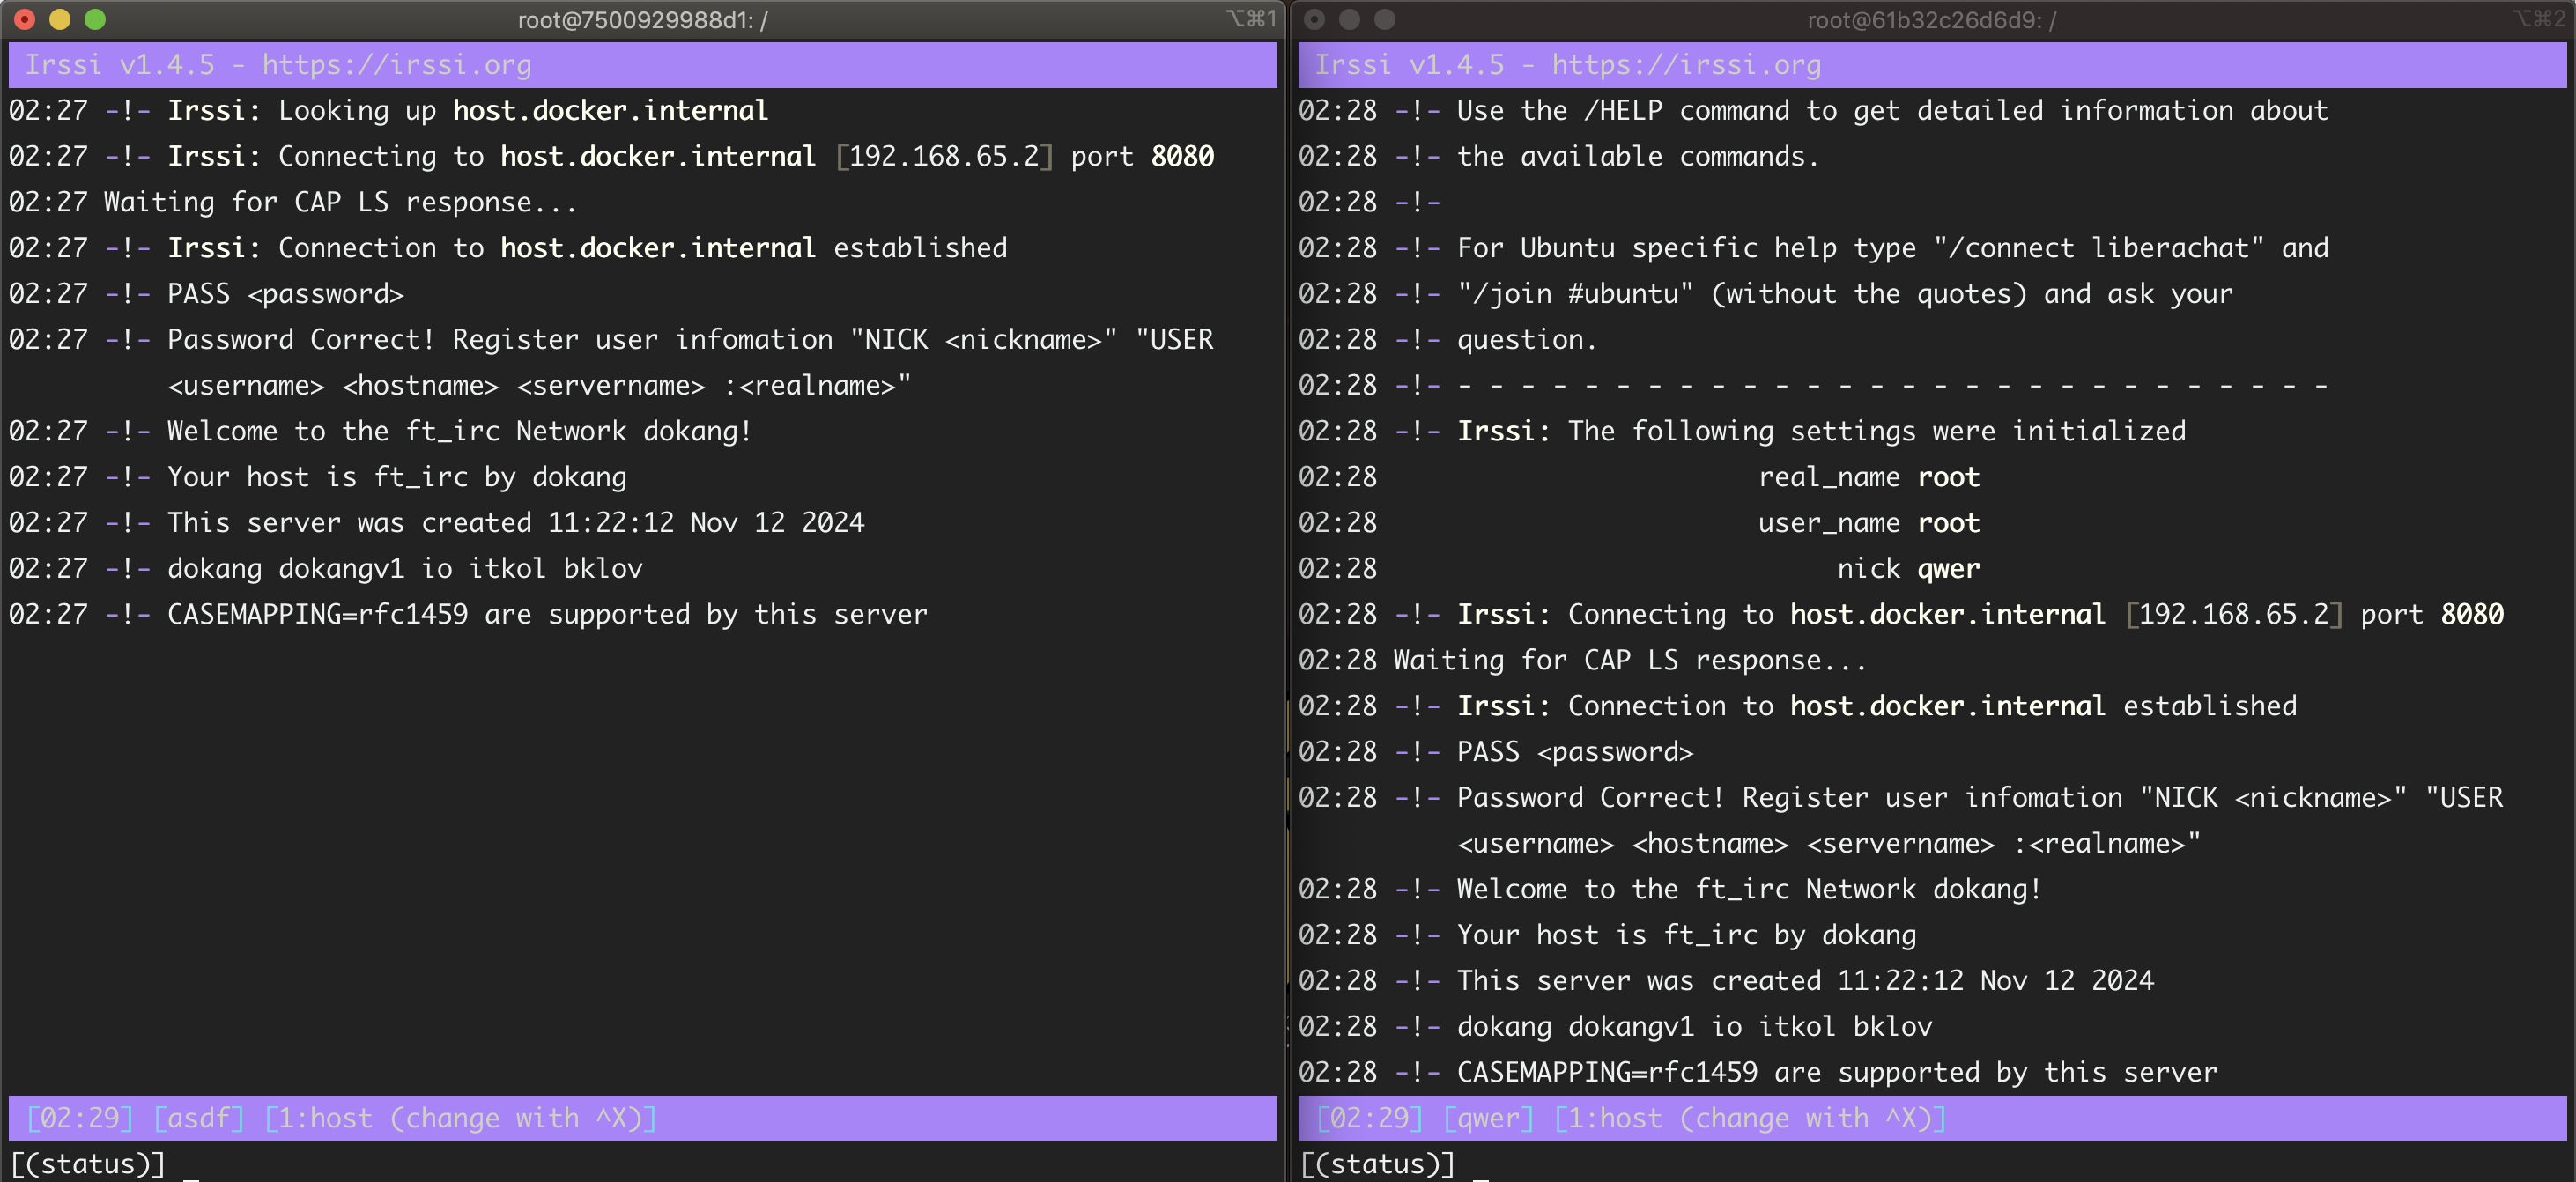 root@7500929988d1: /
⌥⌘1
Irssi v1.4.5 - https://irssi.org
02:27 -!- Irssi: Looking up host.docker.internal
02:27 -!- Irssi: Connecting to host.docker.internal [192.168.65.2] port 8080
02:27 Waiting for CAP LS response...
02:27 -!- Irssi: Connection to host.docker.internal established
02:27 -!- PASS <password>
02:27 -!- Password Correct! Register user infomation "NICK <nickname>" "USER
<username> <hostname> <servername> :<realname>"
02:27 -!- Welcome to the ft_irc Network dokang!
02:27 -!- Your host is ft_irc by dokang
02:27 -!- This server was created 11:22:12 Nov 12 2024
02:27 -!- dokang dokangv1 io itkol bklov
02:27 -!- CASEMAPPING=rfc1459 are supported by this server
[02:29] [asdf] [1:host (change with ^X)]
[(status)]
root@61b32c26d6d9: /
⌥⌘2
Irssi v1.4.5 - https://irssi.org
02:28 -!- Use the /HELP command to get detailed information about
02:28 -!- the available commands.
02:28 -!-
02:28 -!- For Ubuntu specific help type "/connect liberachat" and
02:28 -!- "/join #ubuntu" (without the quotes) and ask your
02:28 -!- question.
02:28 -!- - - - - - - - - - - - - - - - - - - - - - - - - - - - -
02:28 -!- Irssi: The following settings were initialized
02:28 real_name root
02:28 user_name root
02:28 nick qwer
02:28 -!- Irssi: Connecting to host.docker.internal [192.168.65.2] port 8080
02:28 Waiting for CAP LS response...
02:28 -!- Irssi: Connection to host.docker.internal established
02:28 -!- PASS <password>
02:28 -!- Password Correct! Register user infomation "NICK <nickname>" "USER
<username> <hostname> <servername> :<realname>"
02:28 -!- Welcome to the ft_irc Network dokang!
02:28 -!- Your host is ft_irc by dokang
02:28 -!- This server was created 11:22:12 Nov 12 2024
02:28 -!- dokang dokangv1 io itkol bklov
02:28 -!- CASEMAPPING=rfc1459 are supported by this server
[02:29] [qwer] [1:host (change with ^X)]
[(status)]